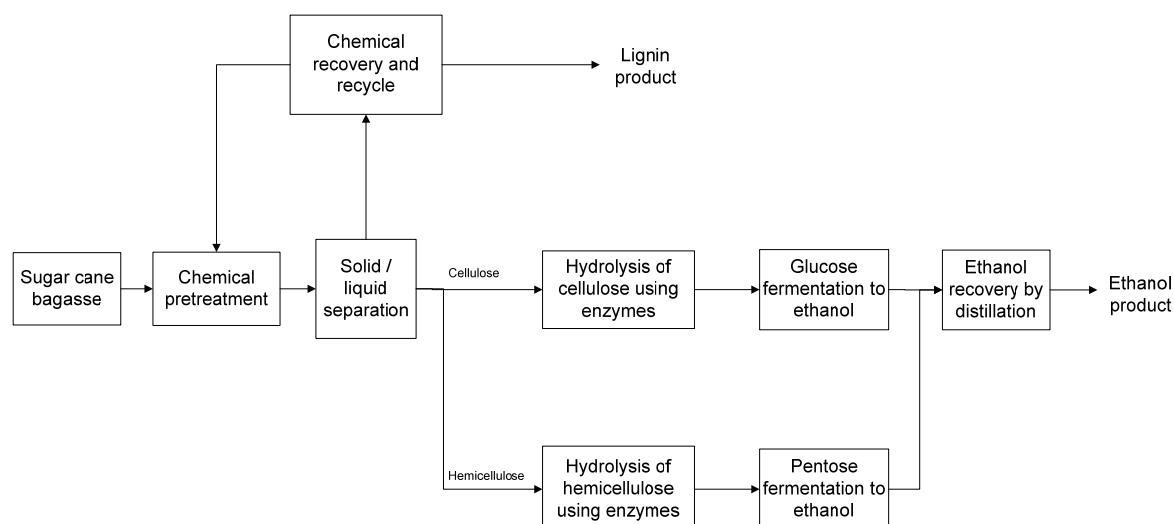 Chemical
recovery and
recycle
Lignin
product
Sugar cane
bagasse
Chemical
pretreatment
Solid /
liquid
separation
Cellulose
Hydrolysis of
cellulose using
enzymes
Glucose
fermentation to
ethanol
Ethanol
recovery by
distillation
Ethanol
product
Hemicellulose
Hydrolysis of
hemicellulose
using enzymes
Pentose
fermentation to
ethanol